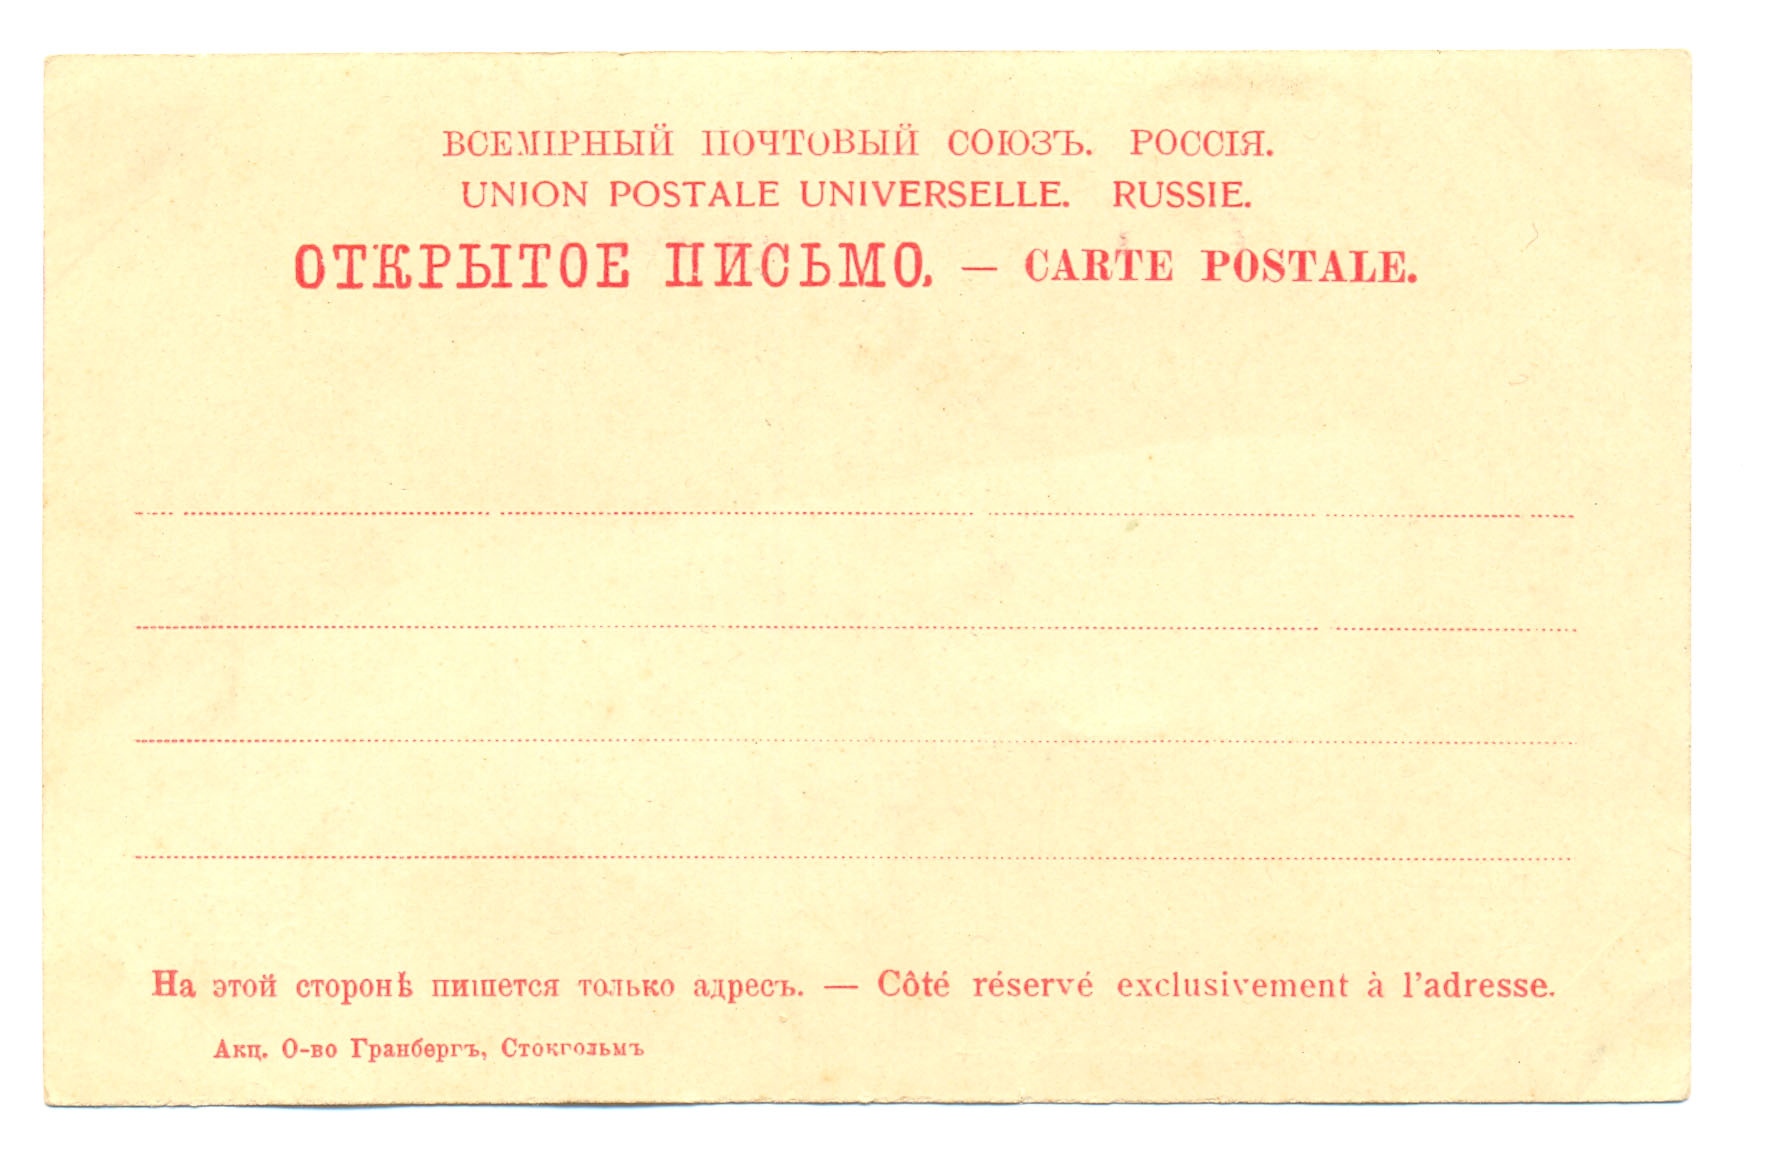 ВСЕМІРНЫЙ ПОЧТОВЫЙ СОЮЗЪ. РОССІЯ.
UNION POSTALE UNIVERSELLE. RUSSIE.
ОТКРЫТОЕ ПИСЬМО. — CARTE POSTALE.
На этой сторонѣ пишется только адресъ. — Côté réservé exclusivement à l'adresse.
Акц. О-во Гранбергъ, Стокгольмъ